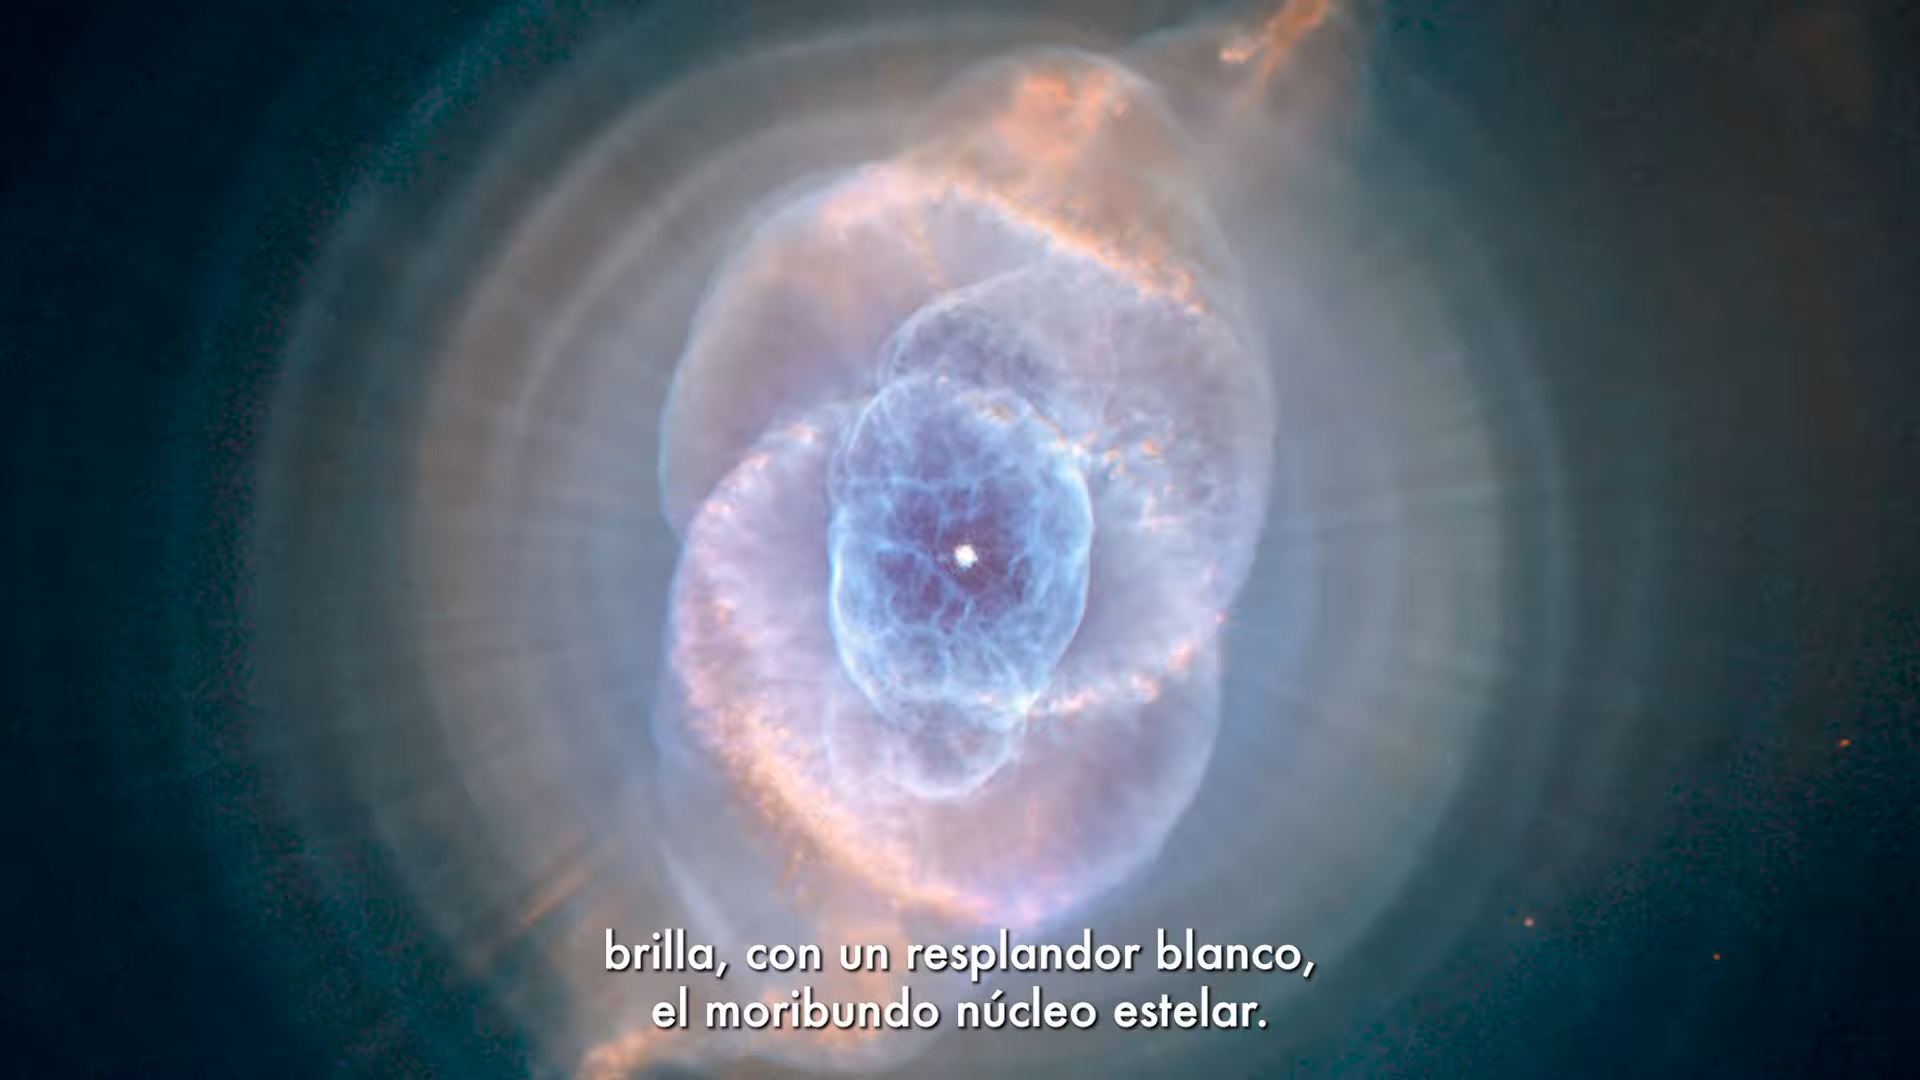 brilla, con un resplandor blanco,
el moribundo núcleo estelar.